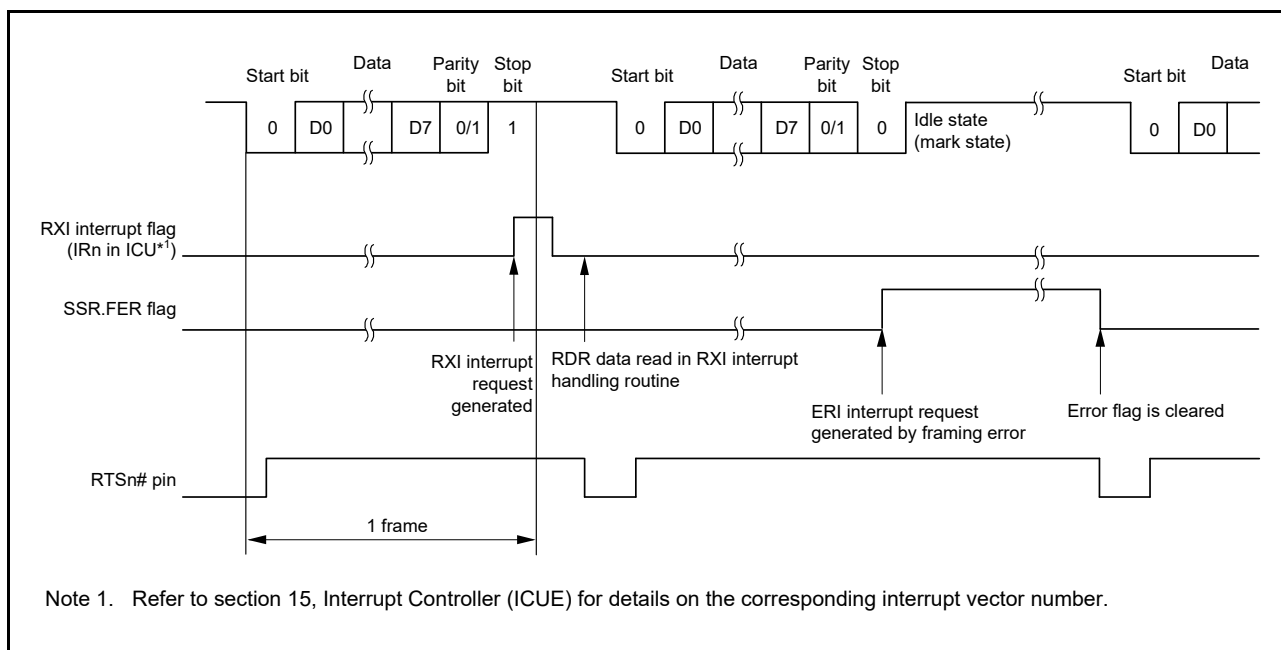 Start bit
Data
Parity
bit
Stop
bit
Start bit
Data
Parity
bit
Stop
bit
Start bit
Data
0
D0
D7
0/1
1
0
D0
D7
0/1
0
Idle state
(mark state)
0
D0
RXI interrupt flag
(IRn in ICU*1)
SSR.FER flag
RXI interrupt
request
generated
RDR data read in RXI interrupt
handling routine
ERI interrupt request
generated by framing error
Error flag is cleared
RTSn# pin
1 frame
Note 1. Refer to section 15, Interrupt Controller (ICUE) for details on the corresponding interrupt vector number.